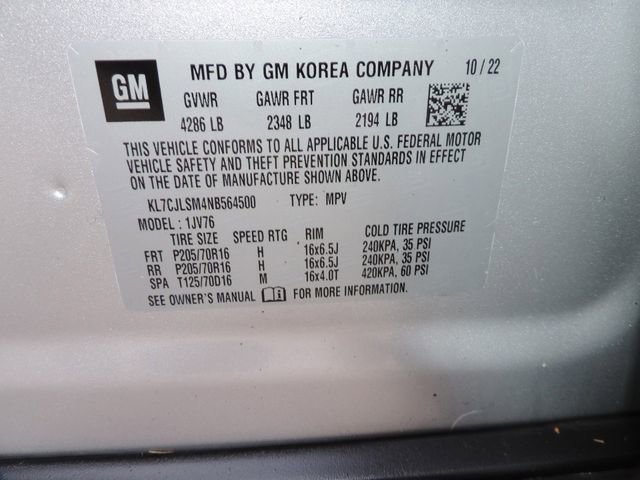 GM
MFD BY GM KOREA COMPANY 10 / 22
GVWR GAWR FRT GAWR RR
4286 LB 2348 LB 2194 LB
THIS VEHICLE CONFORMS TO ALL APPLICABLE U.S. FEDERAL MOTOR
VEHICLE SAFETY AND THEFT PREVENTION STANDARDS IN EFFECT
ON THE DATE OF MANUFACTURE SHOWN ABOVE.
KL7CJLSM4NB564500 TYPE: MPV
MODEL : 1JV76
TIRE SIZE SPEED RTG RIM COLD TIRE PRESSURE
FRT P205/70R16 H 16x6.5J 240KPA, 35 PSI
RR P205/70R16 H 16x6.5J 240KPA, 35 PSI
SPA T125/70D16 M 16x4.0T 420KPA, 60 PSI
SEE OWNER'S MANUAL FOR MORE INFORMATION.